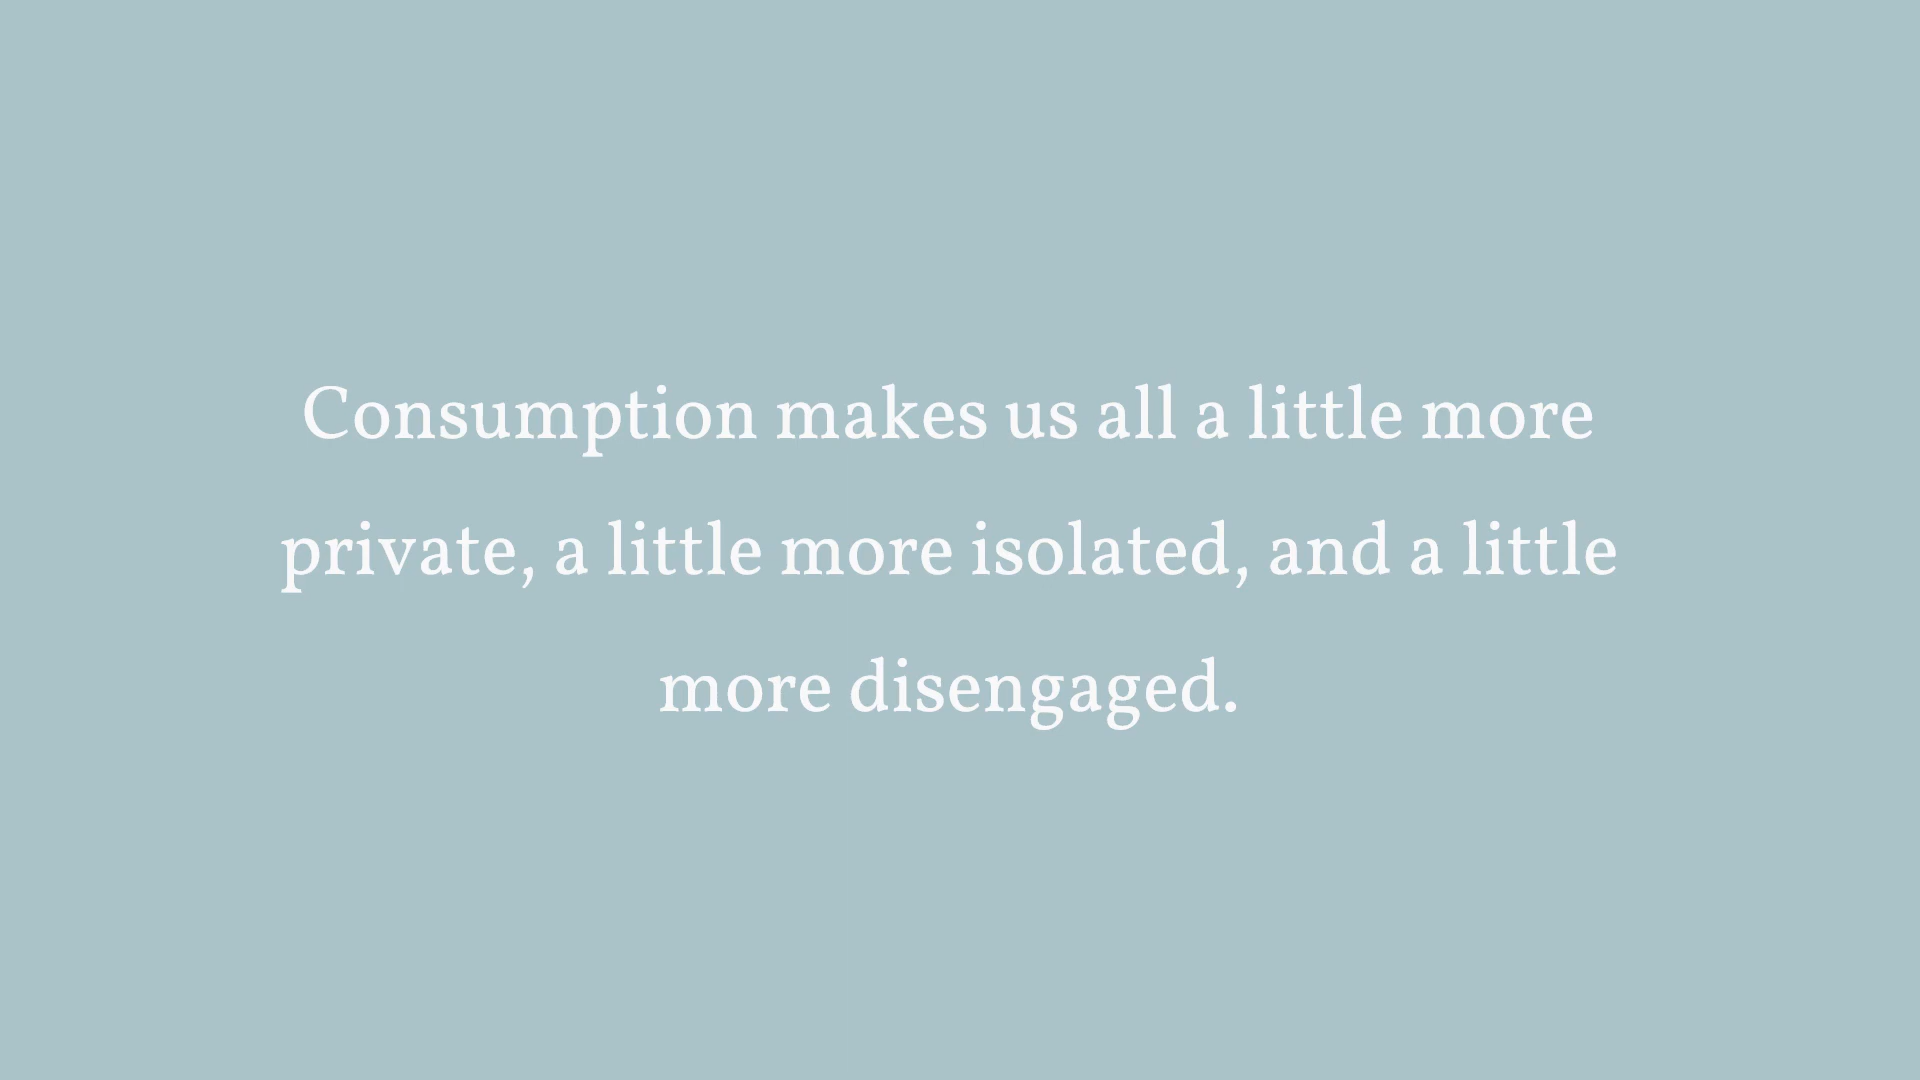 Consumption makes us all a little more
private, a little more isolated, and a little
more disengaged.